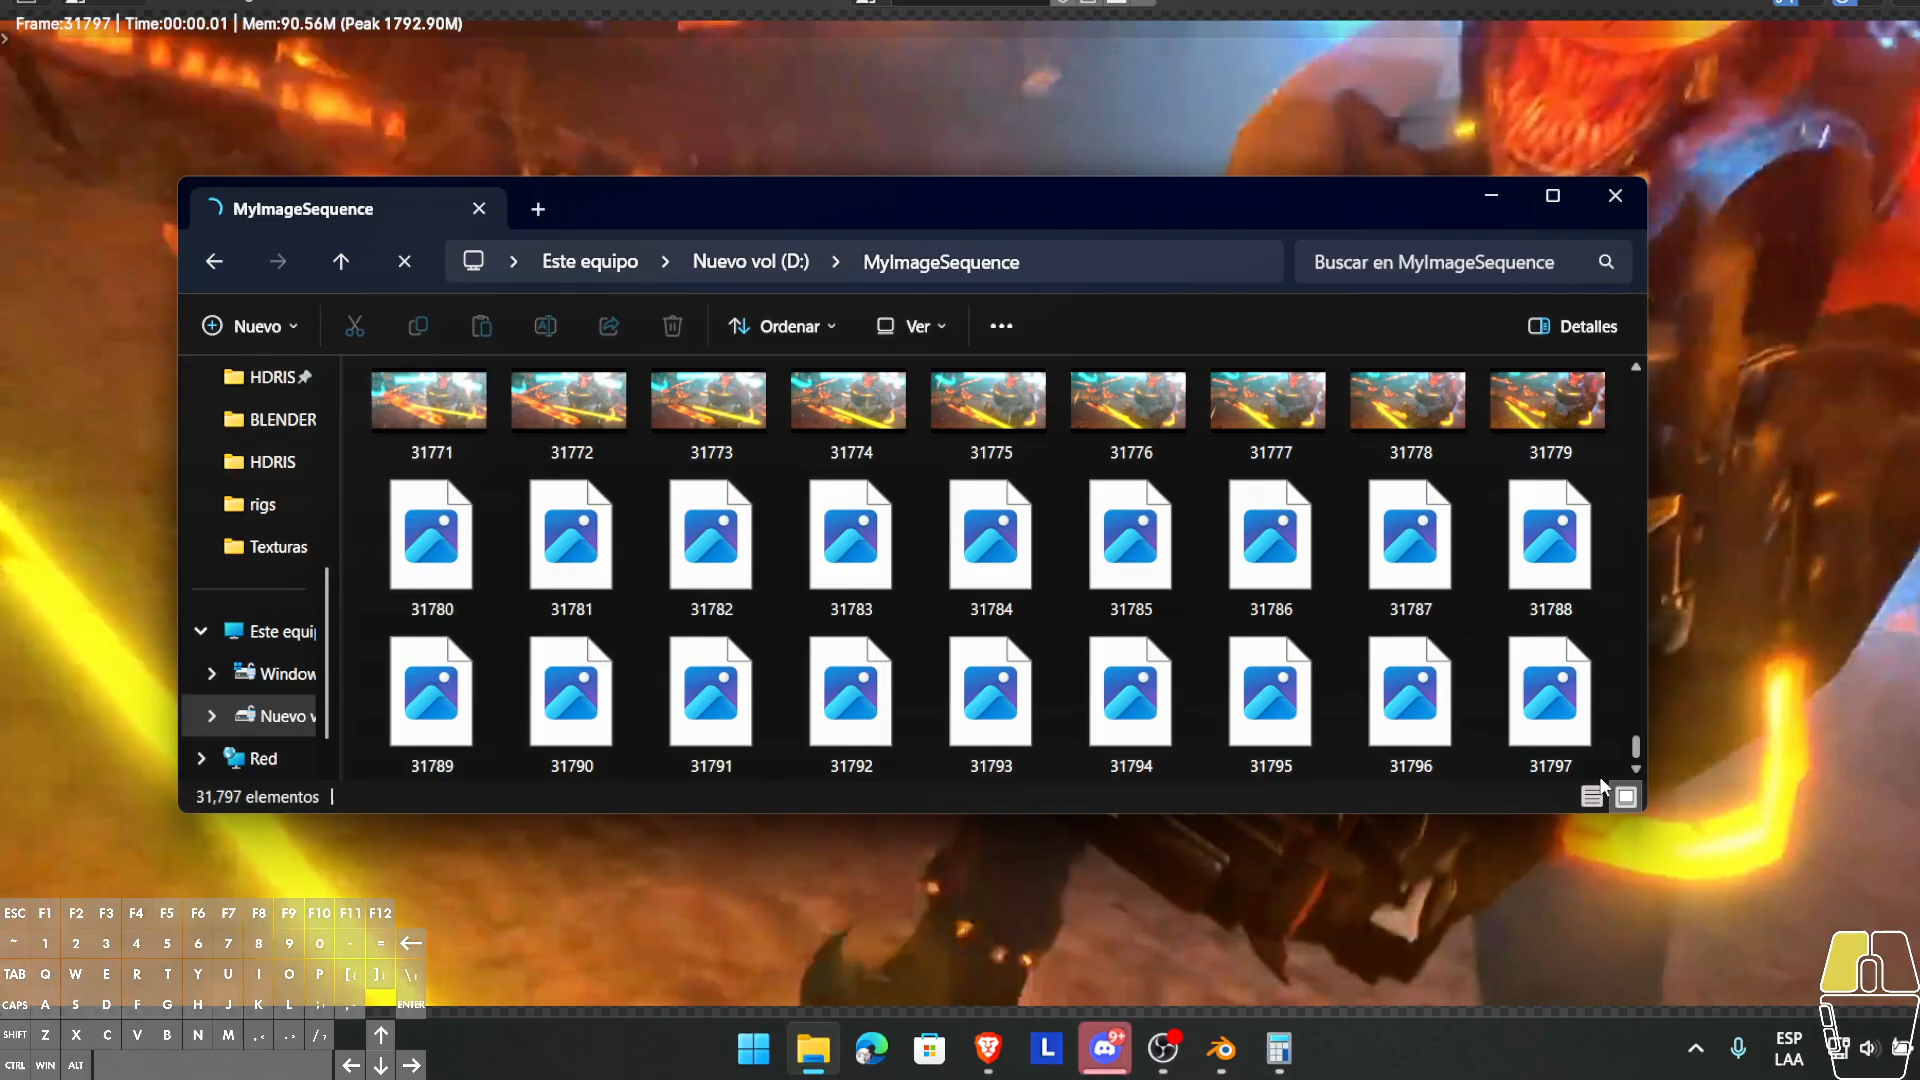 Frame:31797 | Time:00:00.01 | Mem:90.56M (Peak 1792.90M)
MyImageSequence
Este equipo > Nuevo vol (D:) > MyImageSequence
Buscar en MyImageSequence
Nuevo
Ordenar
Ver
Detalles
HDRIS
BLENDER
HDRIS
rigs
Texturas
Este equi
Window
Nuevo v
Red
31771 31772 31773 31774 31775 31776 31777 31778 31779
31780 31781 31782 31783 31784 31785 31786 31787 31788
31789 31790 31791 31792 31793 31794 31795 31796 31797
31,797 elementos
ESC F1 F2 F3 F4 F5 F6 F7 F8 F9 F10 F11 F12
~ 1 2 3 4 5 6 7 8 9 0 - =
TAB Q W E R T Y U I O P [{ ]} \|
CAPS A S D F G H J K L ENTER
SHIFT Z X C V B N M
CTRL WIN ALT
L
9+
ESP
LAA